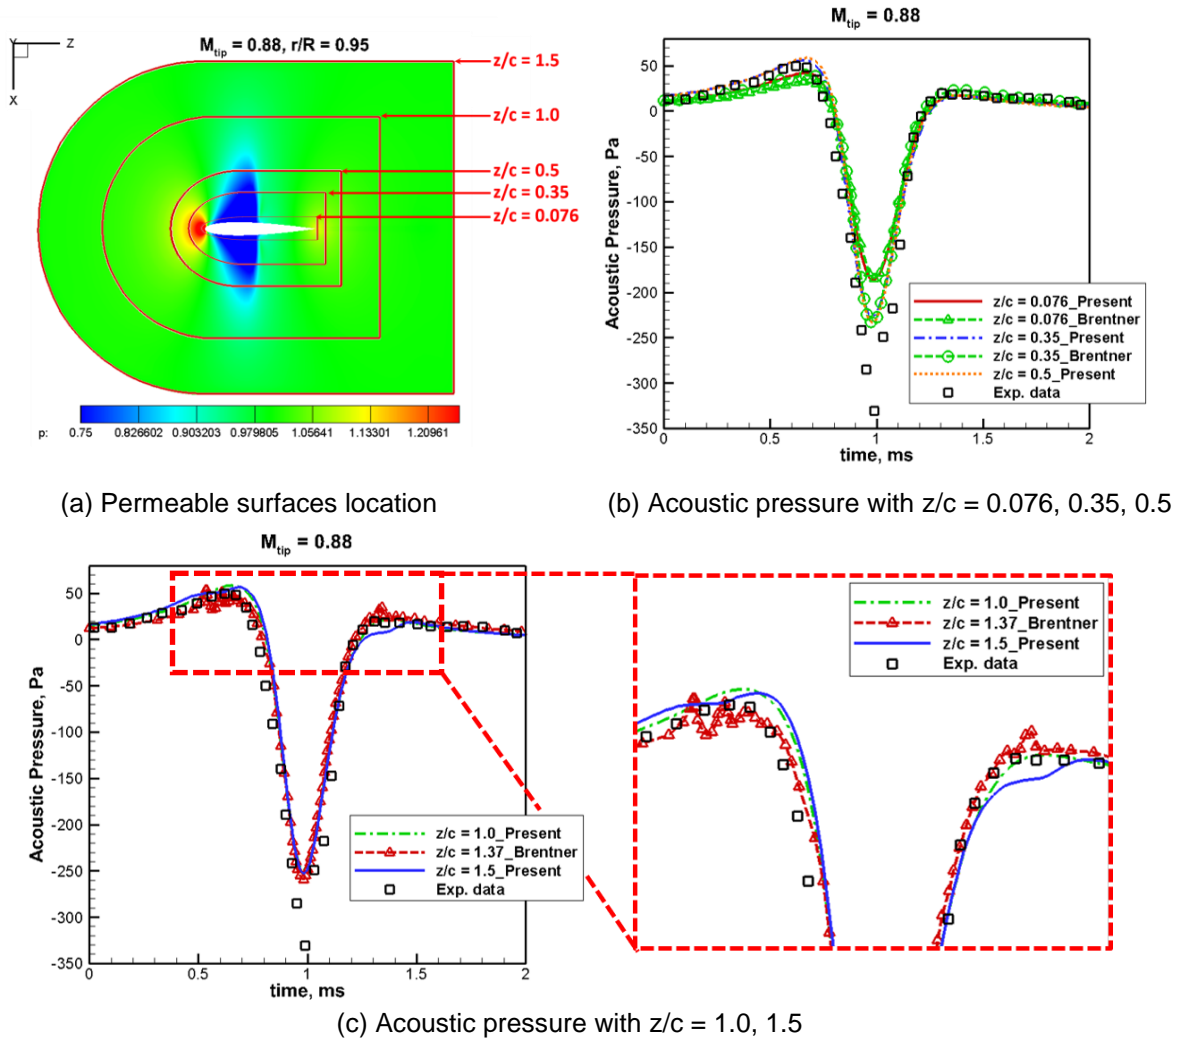 M_tip = 0.88, r/R = 0.95
Y
Z
X
z/c = 1.5
z/c = 1.0
z/c = 0.5
z/c = 0.35
z/c = 0.076
p: 0.75 0.826602 0.903203 0.979805 1.05641 1.13301 1.20961
(a) Permeable surfaces location
M_tip = 0.88
Acoustic Pressure, Pa
50
0
-50
-100
-150
-200
-250
-300
-350
0 0.5 1 1.5 2
time, ms
z/c = 0.076_Present
z/c = 0.076_Brentner
z/c = 0.35_Present
z/c = 0.35_Brentner
z/c = 0.5_Present
Exp. data
(b) Acoustic pressure with z/c = 0.076, 0.35, 0.5
M_tip = 0.88
Acoustic Pressure, Pa
50
0
-50
-100
-150
-200
-250
-300
-350
0 0.5 1 1.5 2
time, ms
z/c = 1.0_Present
z/c = 1.37_Brentner
z/c = 1.5_Present
Exp. data
z/c = 1.0_Present
z/c = 1.37_Brentner
z/c = 1.5_Present
Exp. data
(c) Acoustic pressure with z/c = 1.0, 1.5